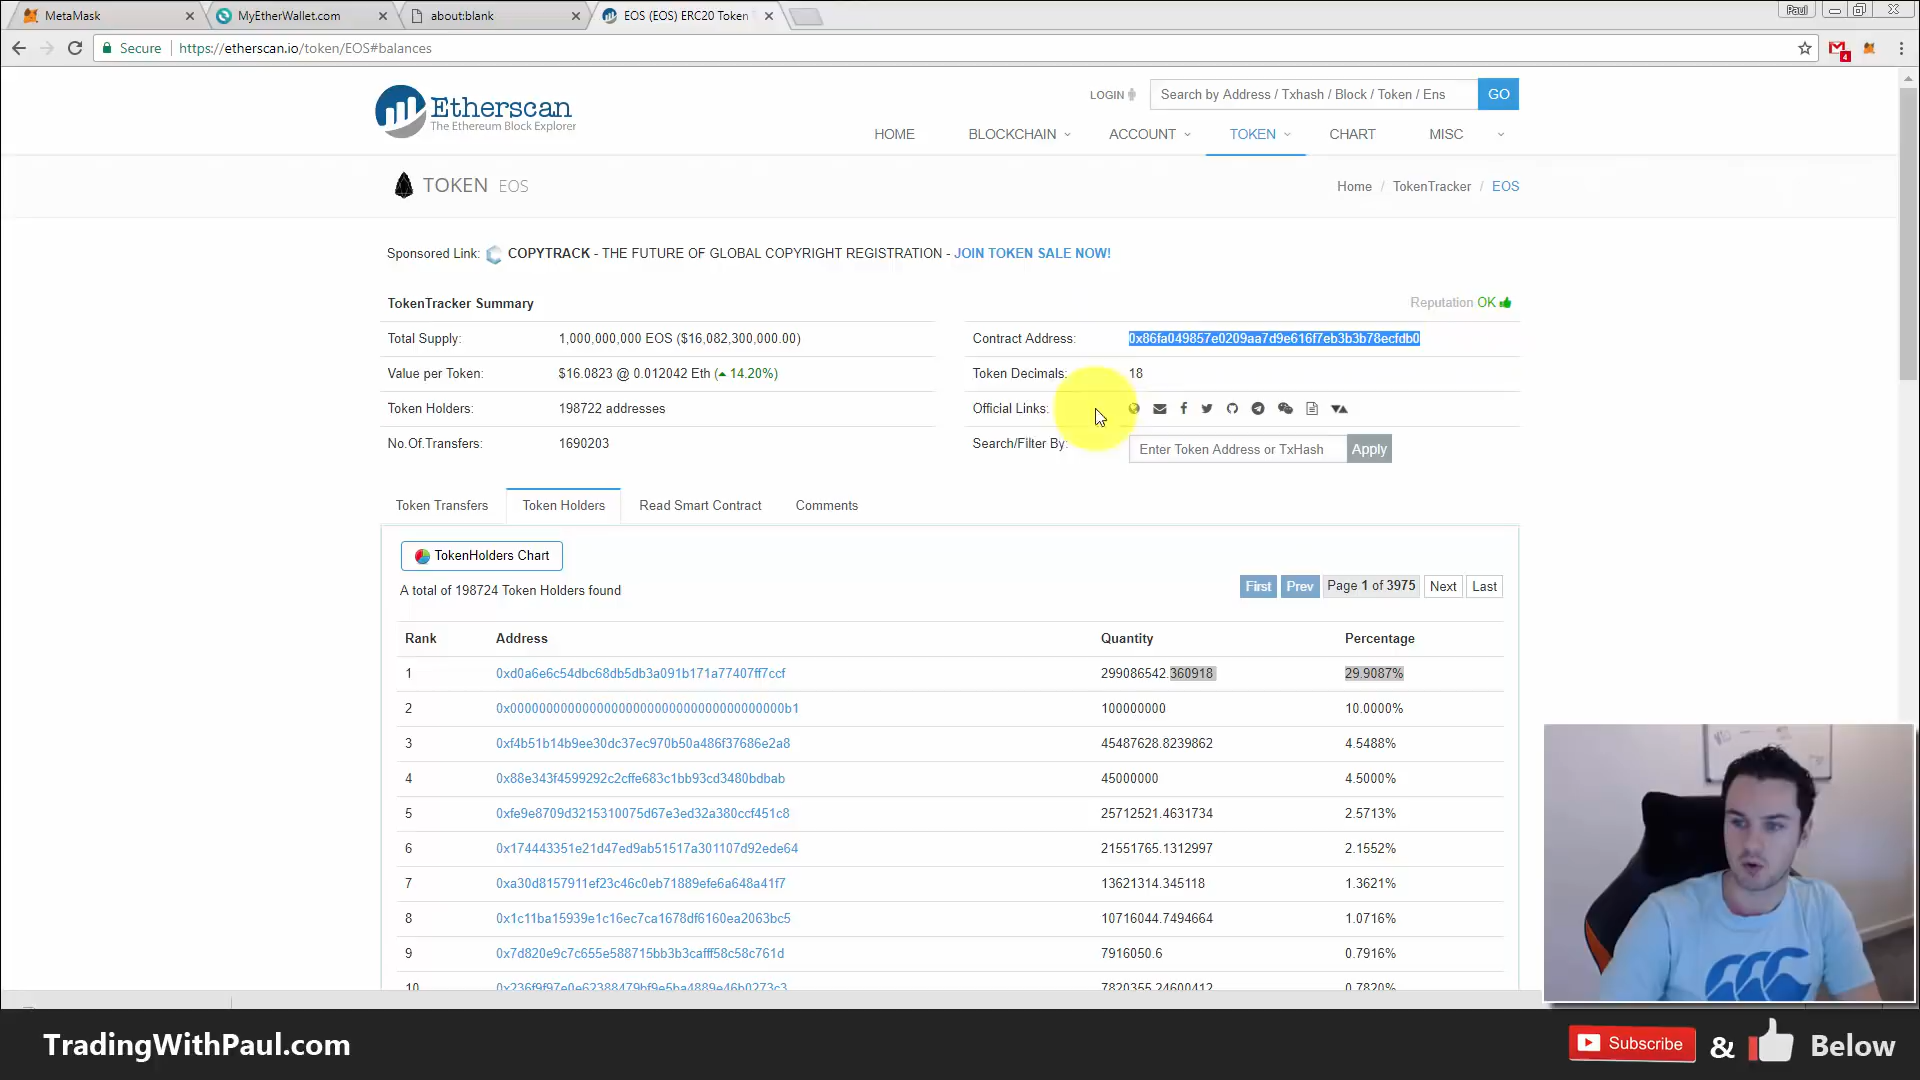 MetaMask
MyEtherWallet.com
about:blank
EOS (EOS) ERC20 Token
Paul
Secure
https://etherscan.io/token/EOS#balances
4
Etherscan
The Ethereum Block Explorer
LOGIN
Search by Address / Txhash / Block / Token / Ens
GO
HOME
BLOCKCHAIN
ACCOUNT
TOKEN
CHART
MISC
TOKEN EOS
Home / TokenTracker / EOS
Sponsored Link: COPYTRACK - THE FUTURE OF GLOBAL COPYRIGHT REGISTRATION - JOIN TOKEN SALE NOW!
TokenTracker Summary
Reputation OK
Total Supply: 1,000,000,000 EOS ($16,082,300,000.00)
Contract Address: 0x86fa049857e0209aa7d9e616f7eb3b3b78ecfdb0
Value per Token: $16.0823 @ 0.012042 Eth (▲ 14.20%)
Token Decimals: 18
Token Holders: 198722 addresses
Official Links:
No.Of.Transfers: 1690203
Search/Filter By: Enter Token Address or TxHash Apply
Token Transfers
Token Holders
Read Smart Contract
Comments
TokenHolders Chart
A total of 198724 Token Holders found
First Prev Page 1 of 3975 Next Last
Rank Address Quantity Percentage
1 0xd0a6e6c54dbc68db5db3a091b171a77407ff7ccf 299086542.360918 29.9087%
2 0x00000000000000000000000000000000000000b1 100000000 10.0000%
3 0xf4b51b14b9ee30dc37ec970b50a486f37686e2a8 45487628.8239862 4.5488%
4 0x88e343f4599292c2cffe683c1bb93cd3480bdbab 45000000 4.5000%
5 0xfe9e8709d3215310075d67e3ed32a380ccf451c8 25712521.4631734 2.5713%
6 0x174443351e21d47ed9ab51517a301107d92ede64 21551765.1312997 2.1552%
7 0xa30d8157911ef23c46c0eb71889efe6a648a41f7 13621314.345118 1.3621%
8 0x1c11ba15939e1c16ec7ca1678df6160ea2063bc5 10716044.7494664 1.0716%
9 0x7d820e9c7c655e588715bb3b3cafff58c58c761d 7916050.6 0.7916%
10 0x236f9f97e0e62388479bf9e5ba4889e46b0273c3 7820355.24600412 0.7820%
TradingWithPaul.com
Subscribe & Below